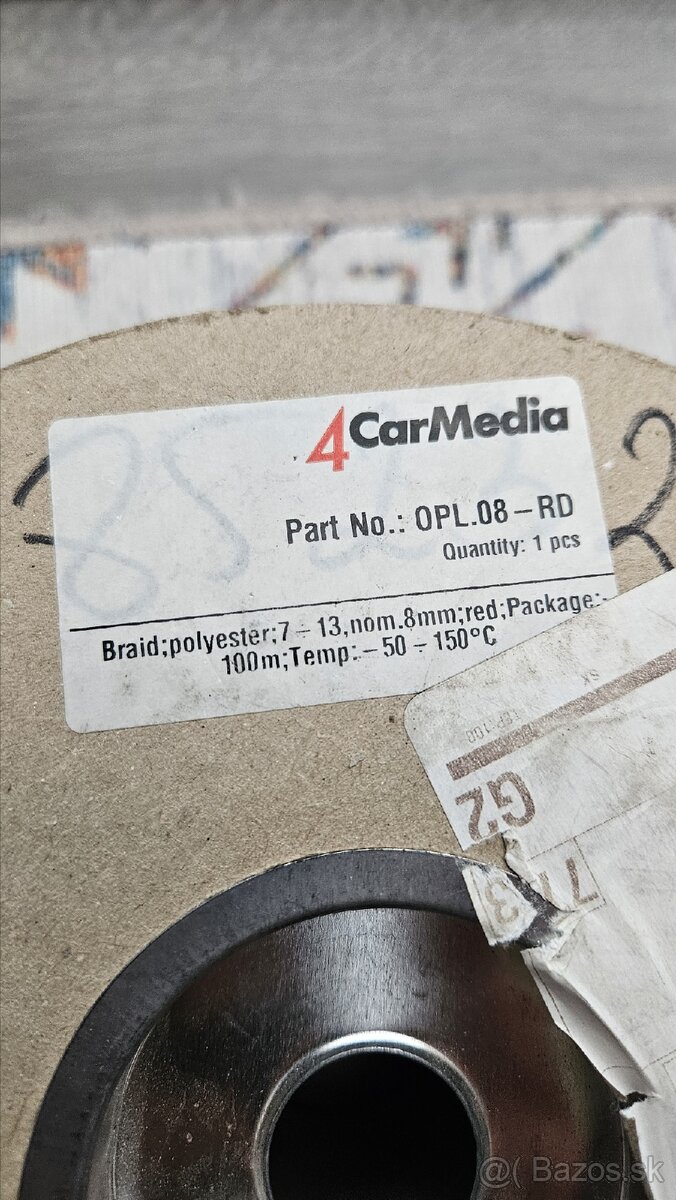 4CarMedia
Part No.: OPL.08-RD
Quantity: 1 pcs
Braid;polyester;7-13,nom.8mm;red;Package:-
100m;Temp:-50-150°C
G2
713
@( Bazos.sk